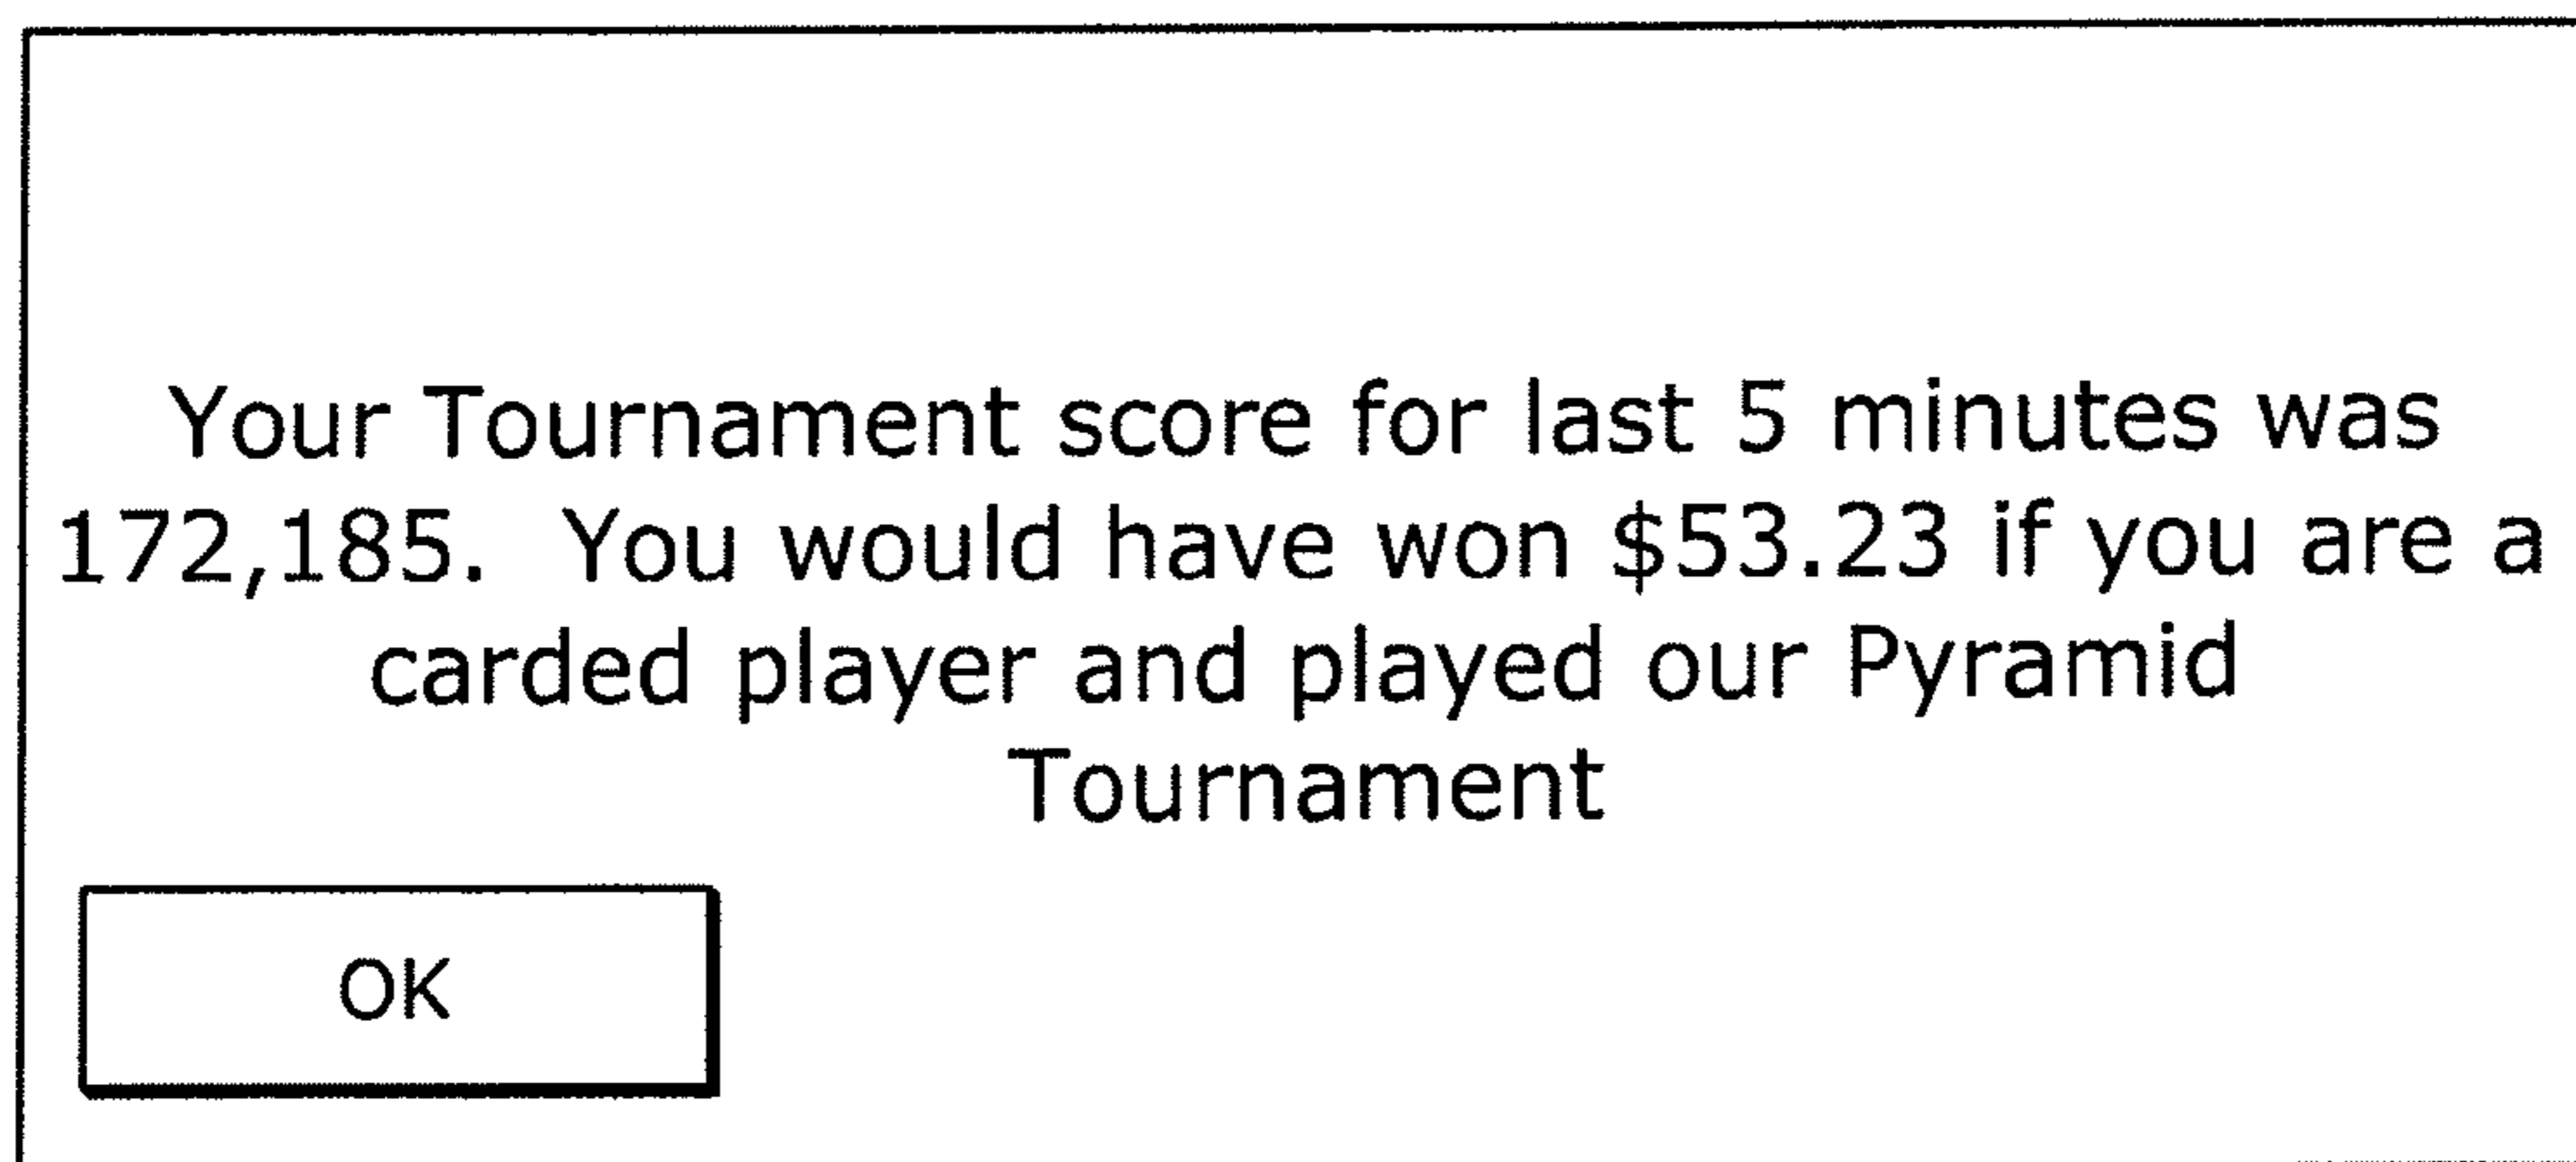 Your Tournament score for last 5 minutes was
172,185. You would have won $53.23 if you are a
carded player and played our Pyramid
Tournament
OK